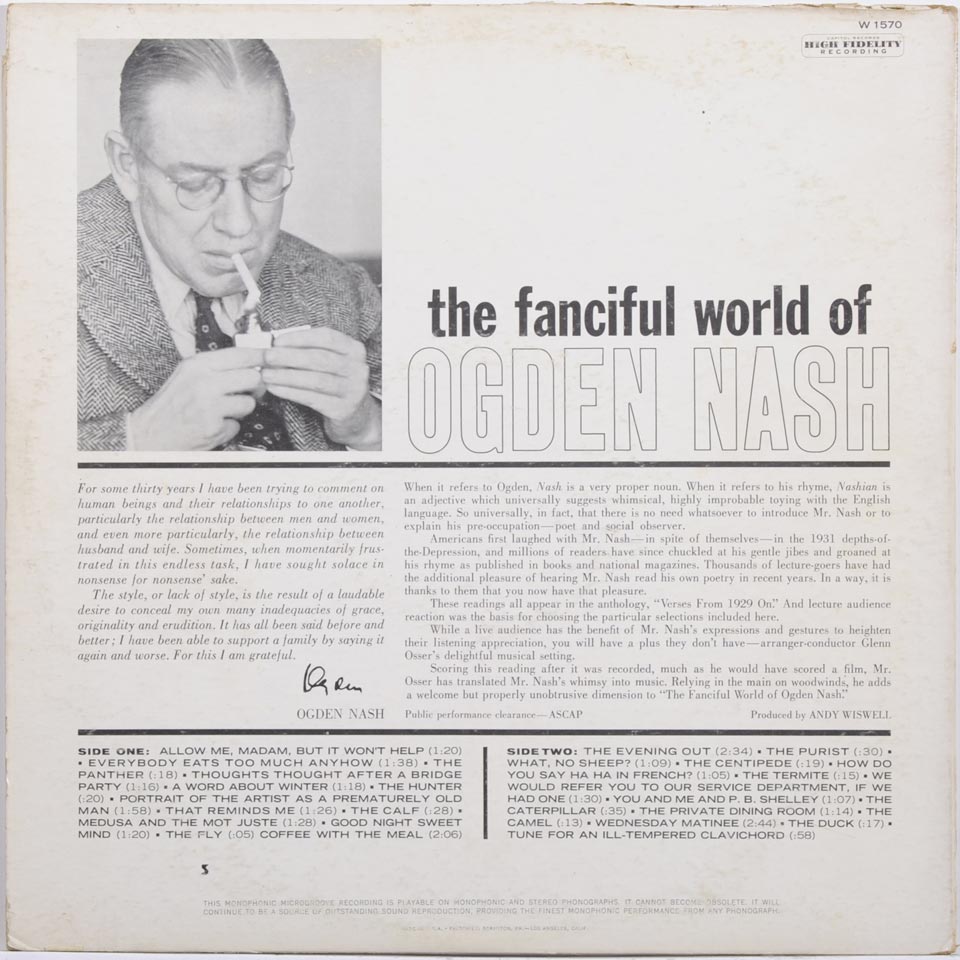 W 1570
CAPITOL RECORDS
HIGH FIDELITY
RECORDING
the fanciful world of
OGDEN NASH
For some thirty years I have been trying to comment on
human beings and their relationships to one another,
particularly the relationship between men and women,
and even more particularly, the relationship between
husband and wife. Sometimes, when momentarily frus-
trated in this endless task, I have sought solace in
nonsense for nonsense' sake.
The style, or lack of style, is the result of a laudable
desire to conceal my own many inadequacies of grace,
originality and erudition. It has all been said before and
better; I have been able to support a family by saying it
again and worse. For this I am grateful.
Ogden
OGDEN NASH
When it refers to Ogden, Nash is a very proper noun. When it refers to his rhyme, Nashian is
an adjective which universally suggests whimsical, highly improbable toying with the English
language. So universally, in fact, that there is no need whatsoever to introduce Mr. Nash or to
explain his pre-occupation—poet and social observer.
Americans first laughed with Mr. Nash—in spite of themselves—in the 1931 depths-of-
the-Depression, and millions of readers have since chuckled at his gentle jibes and groaned at
his rhyme as published in books and national magazines. Thousands of lecture-goers have had
the additional pleasure of hearing Mr. Nash read his own poetry in recent years. In a way, it is
thanks to them that you now have that pleasure.
These readings all appear in the anthology, "Verses From 1929 On." And lecture audience
reaction was the basis for choosing the particular selections included here.
While a live audience has the benefit of Mr. Nash's expressions and gestures to heighten
their listening appreciation, you will have a plus they don't have—arranger-conductor Glenn
Osser's delightful musical setting.
Scoring this reading after it was recorded, much as he would have scored a film, Mr.
Osser has translated Mr. Nash's whimsy into music. Relying in the main on woodwinds, he adds
a welcome but properly unobtrusive dimension to "The Fanciful World of Ogden Nash."
Public performance clearance—ASCAP
Produced by ANDY WISWELL
SIDE ONE: ALLOW ME, MADAM, BUT IT WON'T HELP (1:20)
▪ EVERYBODY EATS TOO MUCH ANYHOW (1:38) ▪ THE
PANTHER (:18) ▪ THOUGHTS THOUGHT AFTER A BRIDGE
PARTY (1:16) ▪ A WORD ABOUT WINTER (1:18) ▪ THE HUNTER
(:20) ▪ PORTRAIT OF THE ARTIST AS A PREMATURELY OLD
MAN (1:58) ▪ THAT REMINDS ME (1:26) ▪ THE CALF (:28) ▪
MEDUSA AND THE MOT JUSTE (1:28) ▪ GOOD NIGHT SWEET
MIND (1:20) ▪ THE FLY (:05) COFFEE WITH THE MEAL (2:06)
SIDE TWO: THE EVENING OUT (2:34) ▪ THE PURIST (:30) ▪
WHAT, NO SHEEP? (1:09) ▪ THE CENTIPEDE (:19) ▪ HOW DO
YOU SAY HA HA IN FRENCH? (1:05) ▪ THE TERMITE (:15) ▪ WE
WOULD REFER YOU TO OUR SERVICE DEPARTMENT, IF WE
HAD ONE (1:30) ▪ YOU AND ME AND P. B. SHELLEY (1:07) ▪ THE
CATERPILLAR (:35) ▪ THE PRIVATE DINING ROOM (1:14) ▪ THE
CAMEL (:13) ▪ WEDNESDAY MATINEE (2:44) ▪ THE DUCK (:17) ▪
TUNE FOR AN ILL-TEMPERED CLAVICHORD (:58)
5
THIS MONOPHONIC MICROGROOVE RECORDING IS PLAYABLE ON MONOPHONIC AND STEREO PHONOGRAPHS. IT CANNOT BECOME OBSOLETE. IT WILL
CONTINUE TO BE A SOURCE OF OUTSTANDING SOUND REPRODUCTION, PROVIDING THE FINEST MONOPHONIC PERFORMANCE FROM ANY PHONOGRAPH.
SCRANTON, PA.—LOS ANGELES, CALIF.